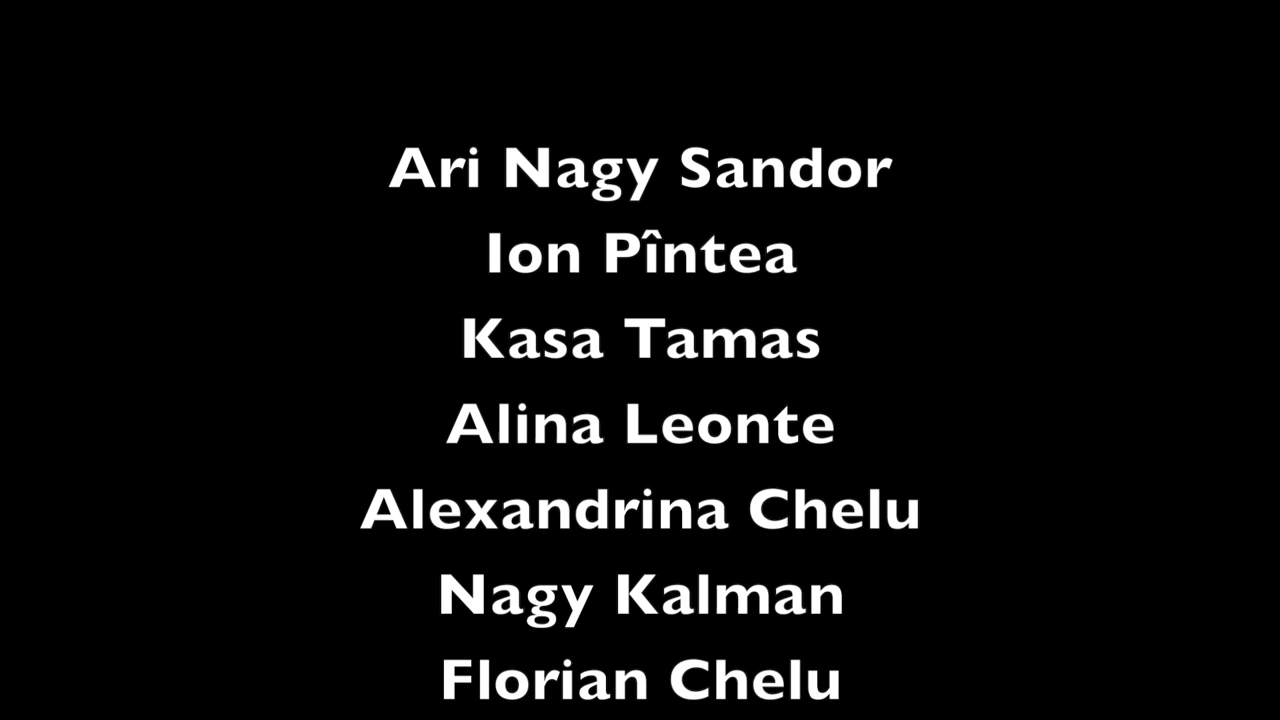 Ari Nagy Sandor
Ion Pîntea
Kasa Tamas
Alina Leonte
Alexandrina Chelu
Nagy Kalman
Florian Chelu